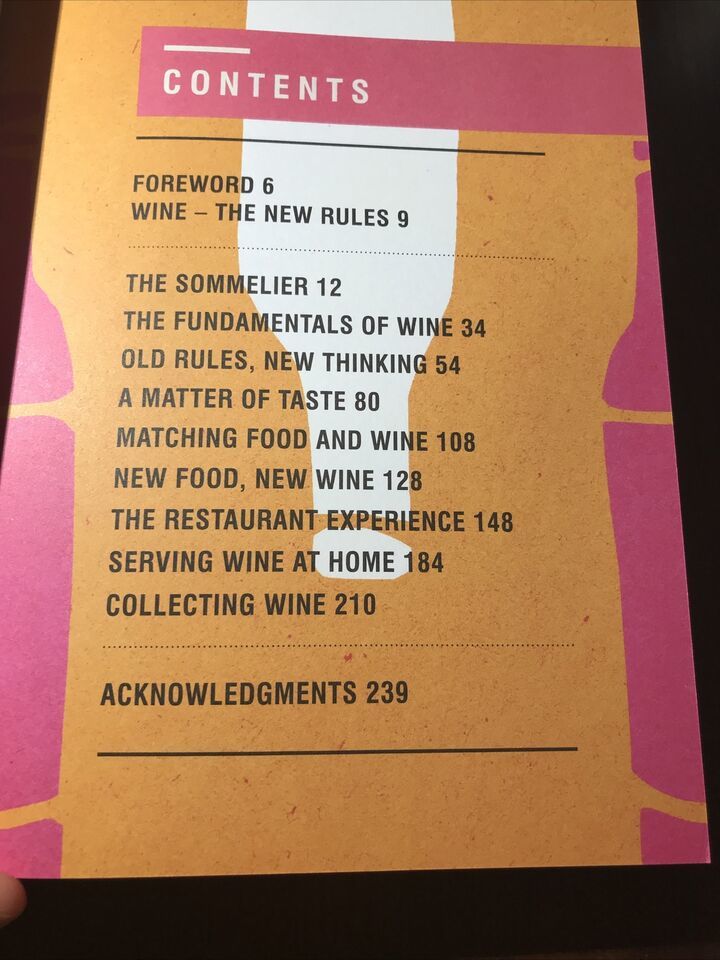 CONTENTS
FOREWORD 6
WINE – THE NEW RULES 9
THE SOMMELIER 12
THE FUNDAMENTALS OF WINE 34
OLD RULES, NEW THINKING 54
A MATTER OF TASTE 80
MATCHING FOOD AND WINE 108
NEW FOOD, NEW WINE 128
THE RESTAURANT EXPERIENCE 148
SERVING WINE AT HOME 184
COLLECTING WINE 210
ACKNOWLEDGMENTS 239